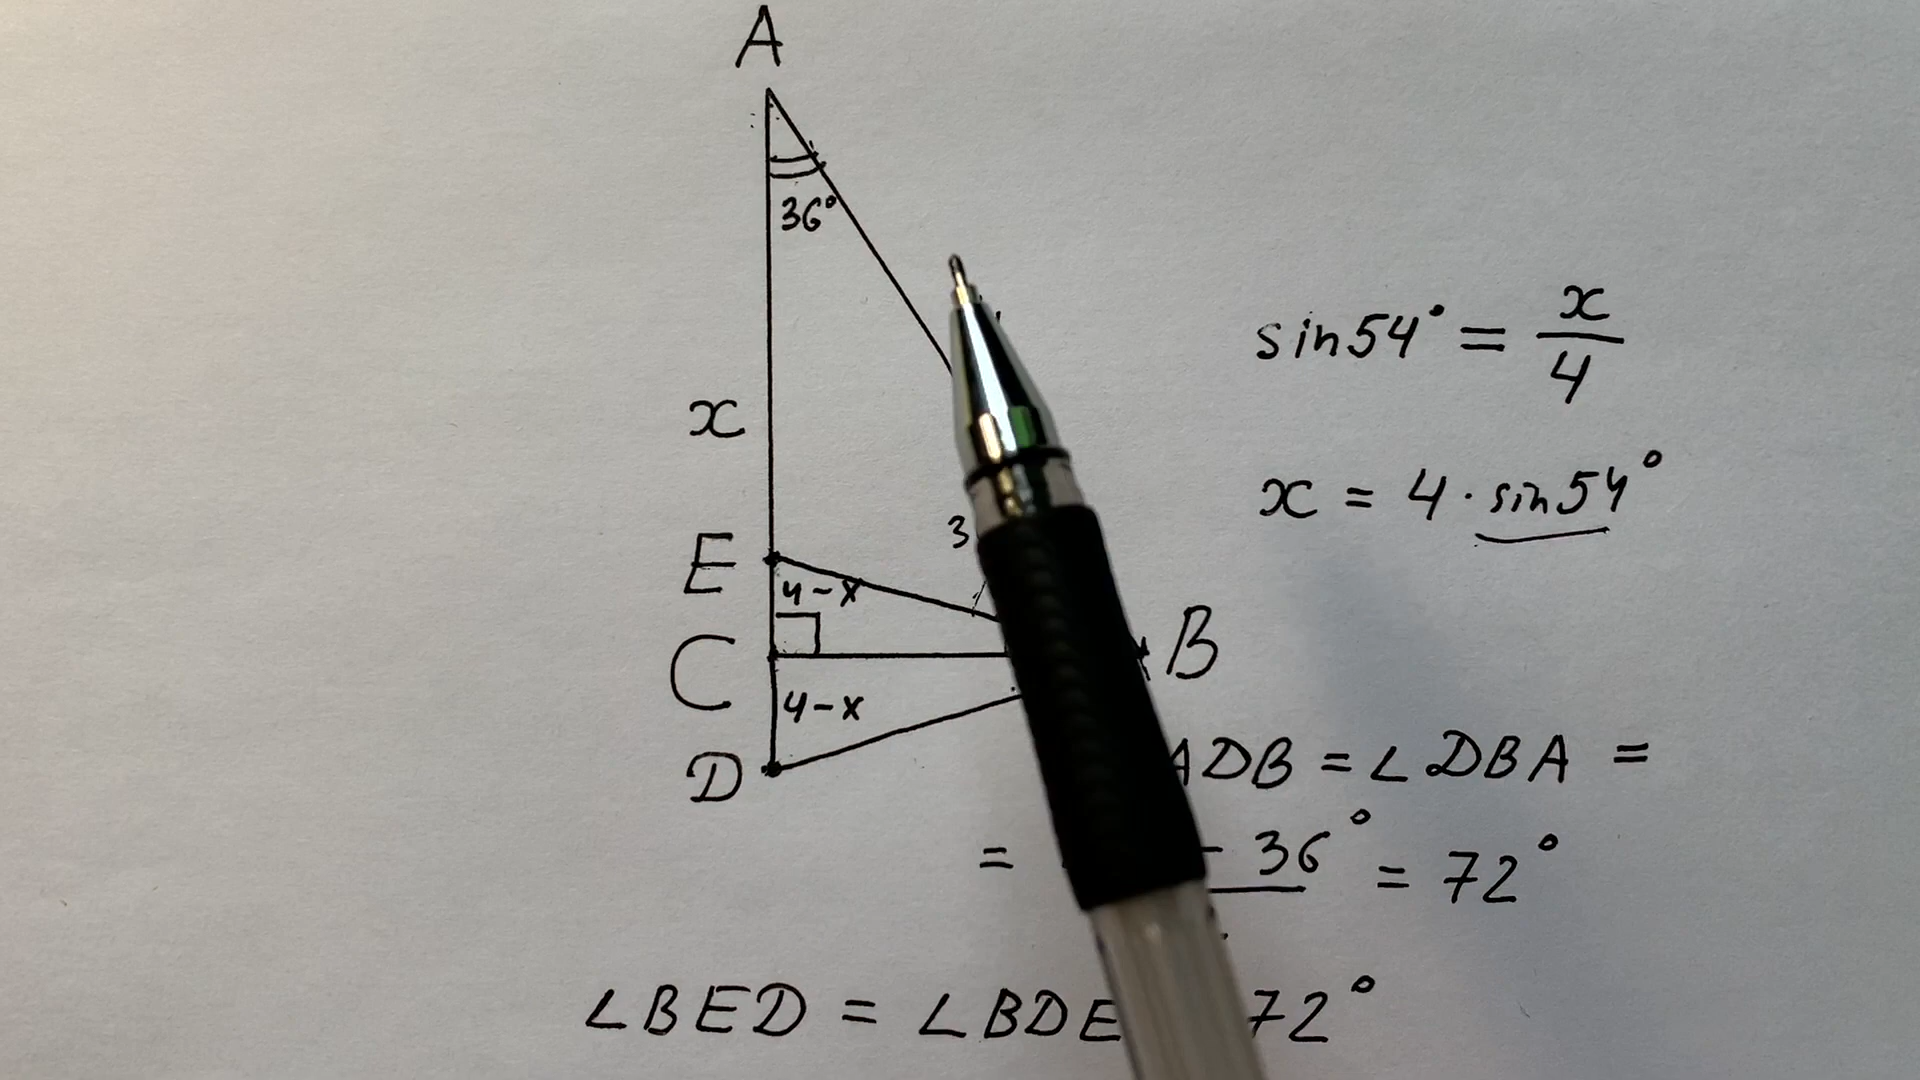 A
36°
x
sin54° = x/4
x = 4 · sin54°
3
E
4-x
C
B
4-x
D
ADB = ∠DBA =
= - 36° = 72°
∠BED = ∠BDE 72°